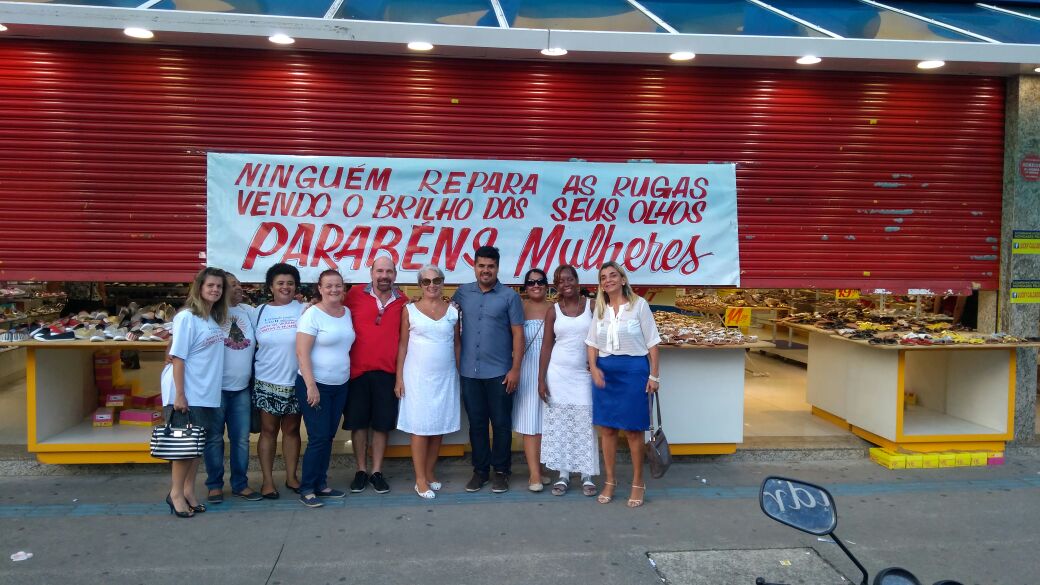 NINGUÉM REPARA AS RUGAS
VENDO O BRILHO DOS SEUS OLHOS
PARABÉNS Mulheres